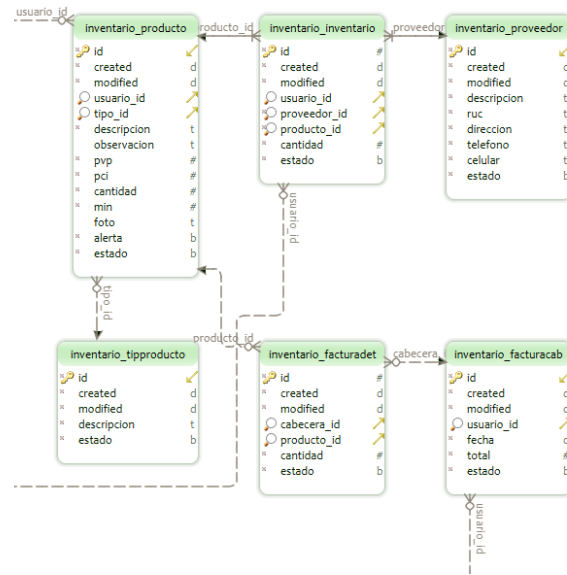 usuario_id
inventario_producto
id
created d
modified d
usuario_id
tipo_id
descripcion t
observacion t
pvp #
pci #
cantidad #
min #
foto t
alerta b
estado b
producto_id
inventario_inventario
id #
created d
modified d
usuario_id
proveedor_id
producto_id
cantidad #
estado b
proveedor
inventario_proveedor
id
created d
modified d
descripcion t
ruc t
direccion t
telefono t
celular t
estado b
usuario_id
tipo_id
inventario_tipproducto
id
created d
modified d
descripcion t
estado b
producto_id
inventario_facturadet
id #
created d
modified d
cabecera_id
producto_id
cantidad #
estado b
cabecera
inventario_facturacab
id
created d
modified d
usuario_id
fecha d
total #
estado b
usuario_id